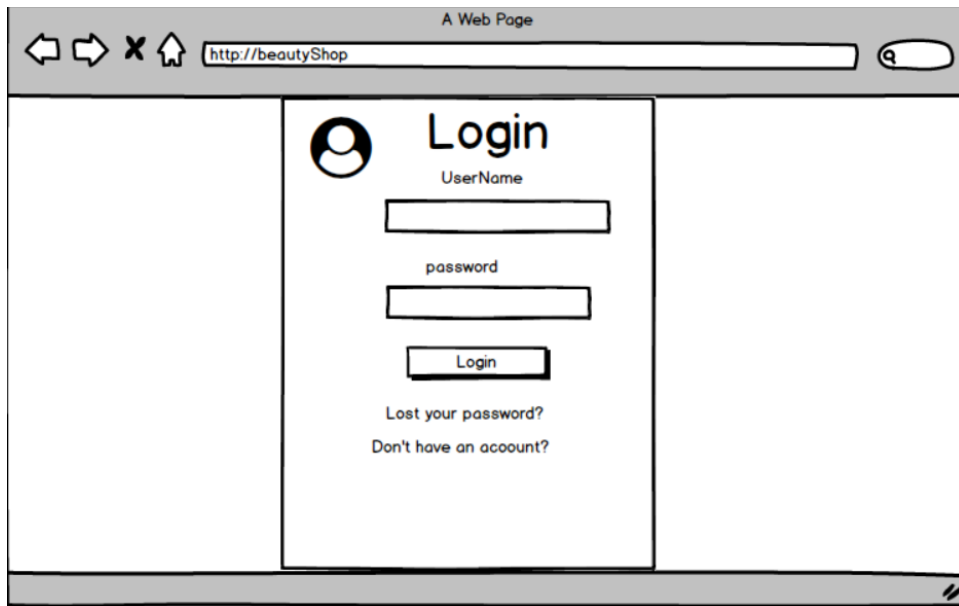 A Web Page
http://beautyShop
Login
UserName
password
Login
Lost your password?
Don't have an acoount?